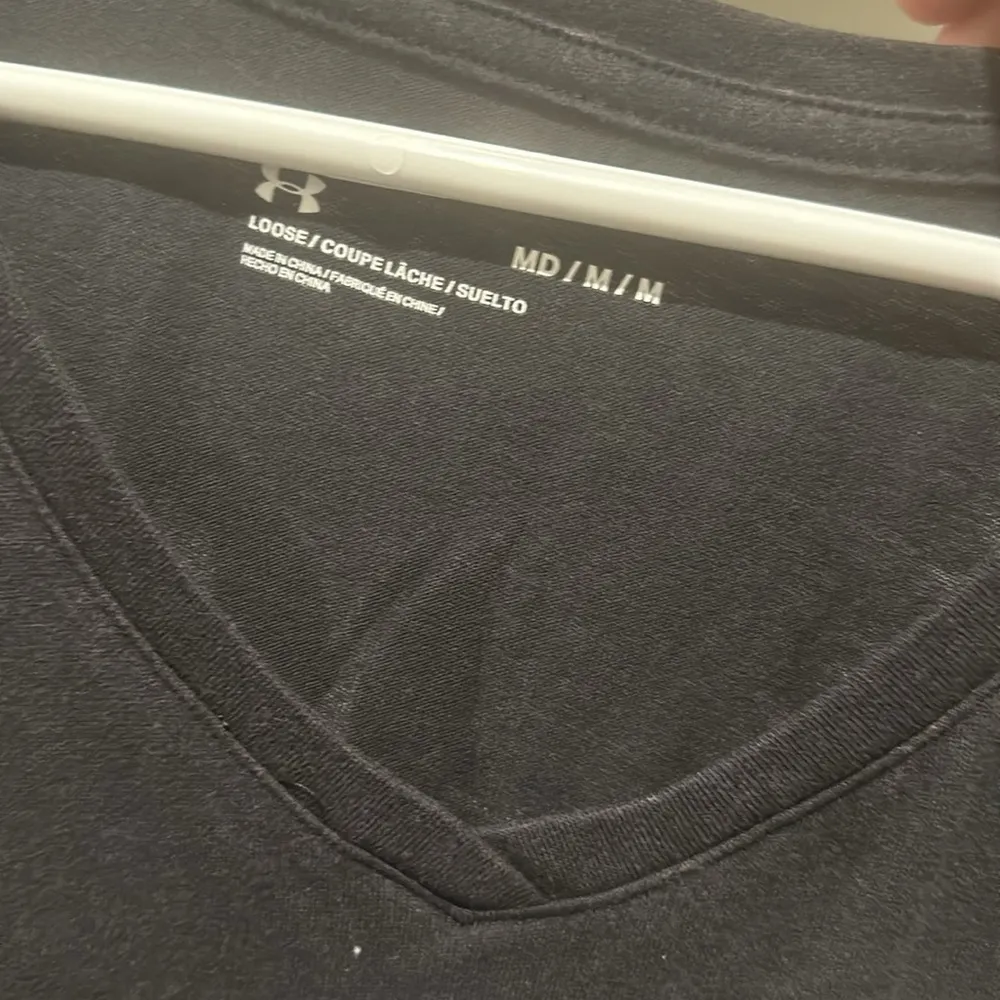 LOOSE / COUPE LÂCHE / SUELTO
MADE IN CHINA / FABRIQUÉ EN CHINE /
HECHO EN CHINA
MD / M / M